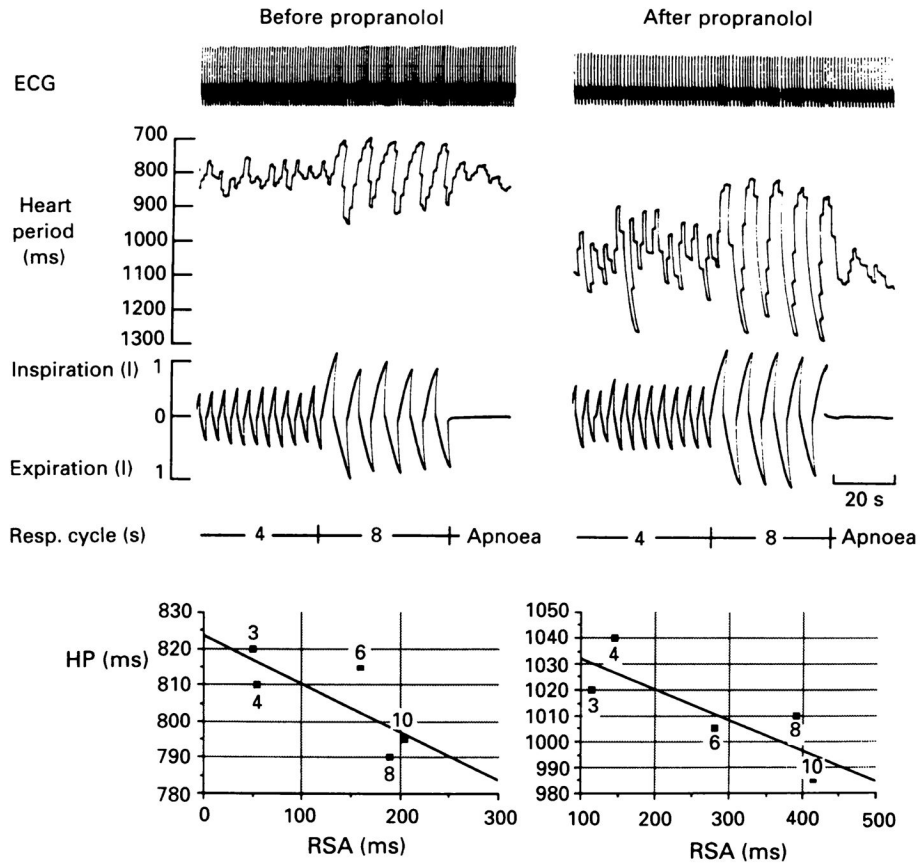 Before propranolol After propranolol
ECG
700
800
900
1000
1100
1200
1300
Heart period (ms)
Inspiration (l) 1
0
Expiration (l) 1
20 s
Resp. cycle (s) 4 8 Apnoea 4 8 Apnoea
HP (ms)
830
820
810
800
790
780
3
4
6
10
8
0 100 200 300
RSA (ms)
1050
1040
1030
1020
1010
1000
985
980
4
3
6
8
10
100 200 300 400 500
RSA (ms)